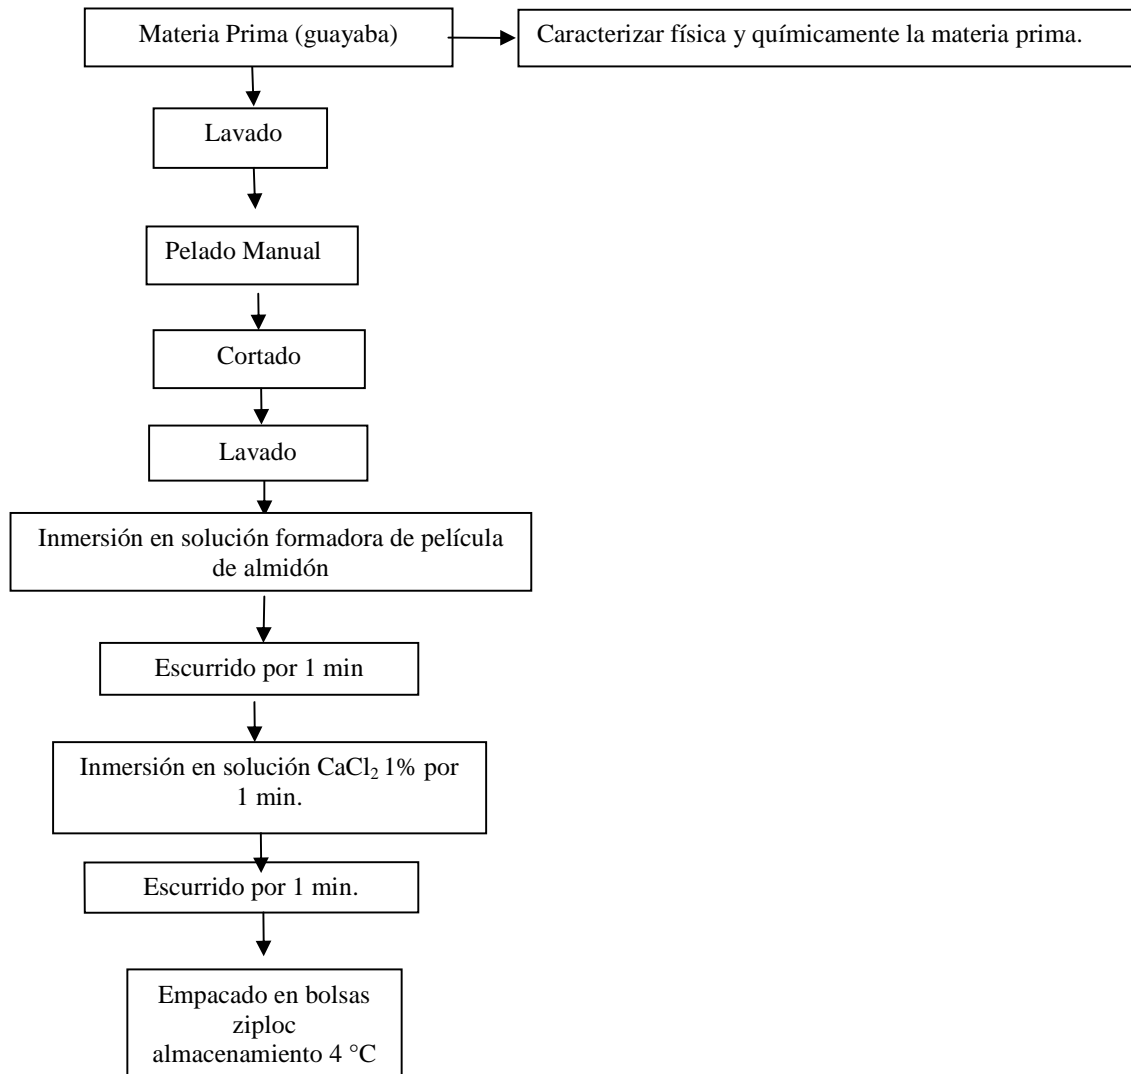 Materia Prima (guayaba)
Caracterizar física y químicamente la materia prima.
Lavado
Pelado Manual
Cortado
Lavado
Inmersión en solución formadora de película
de almidón
Escurrido por 1 min
Inmersión en solución CaCl₂ 1% por
1 min.
Escurrido por 1 min.
Empacado en bolsas
ziploc
almacenamiento 4 °C